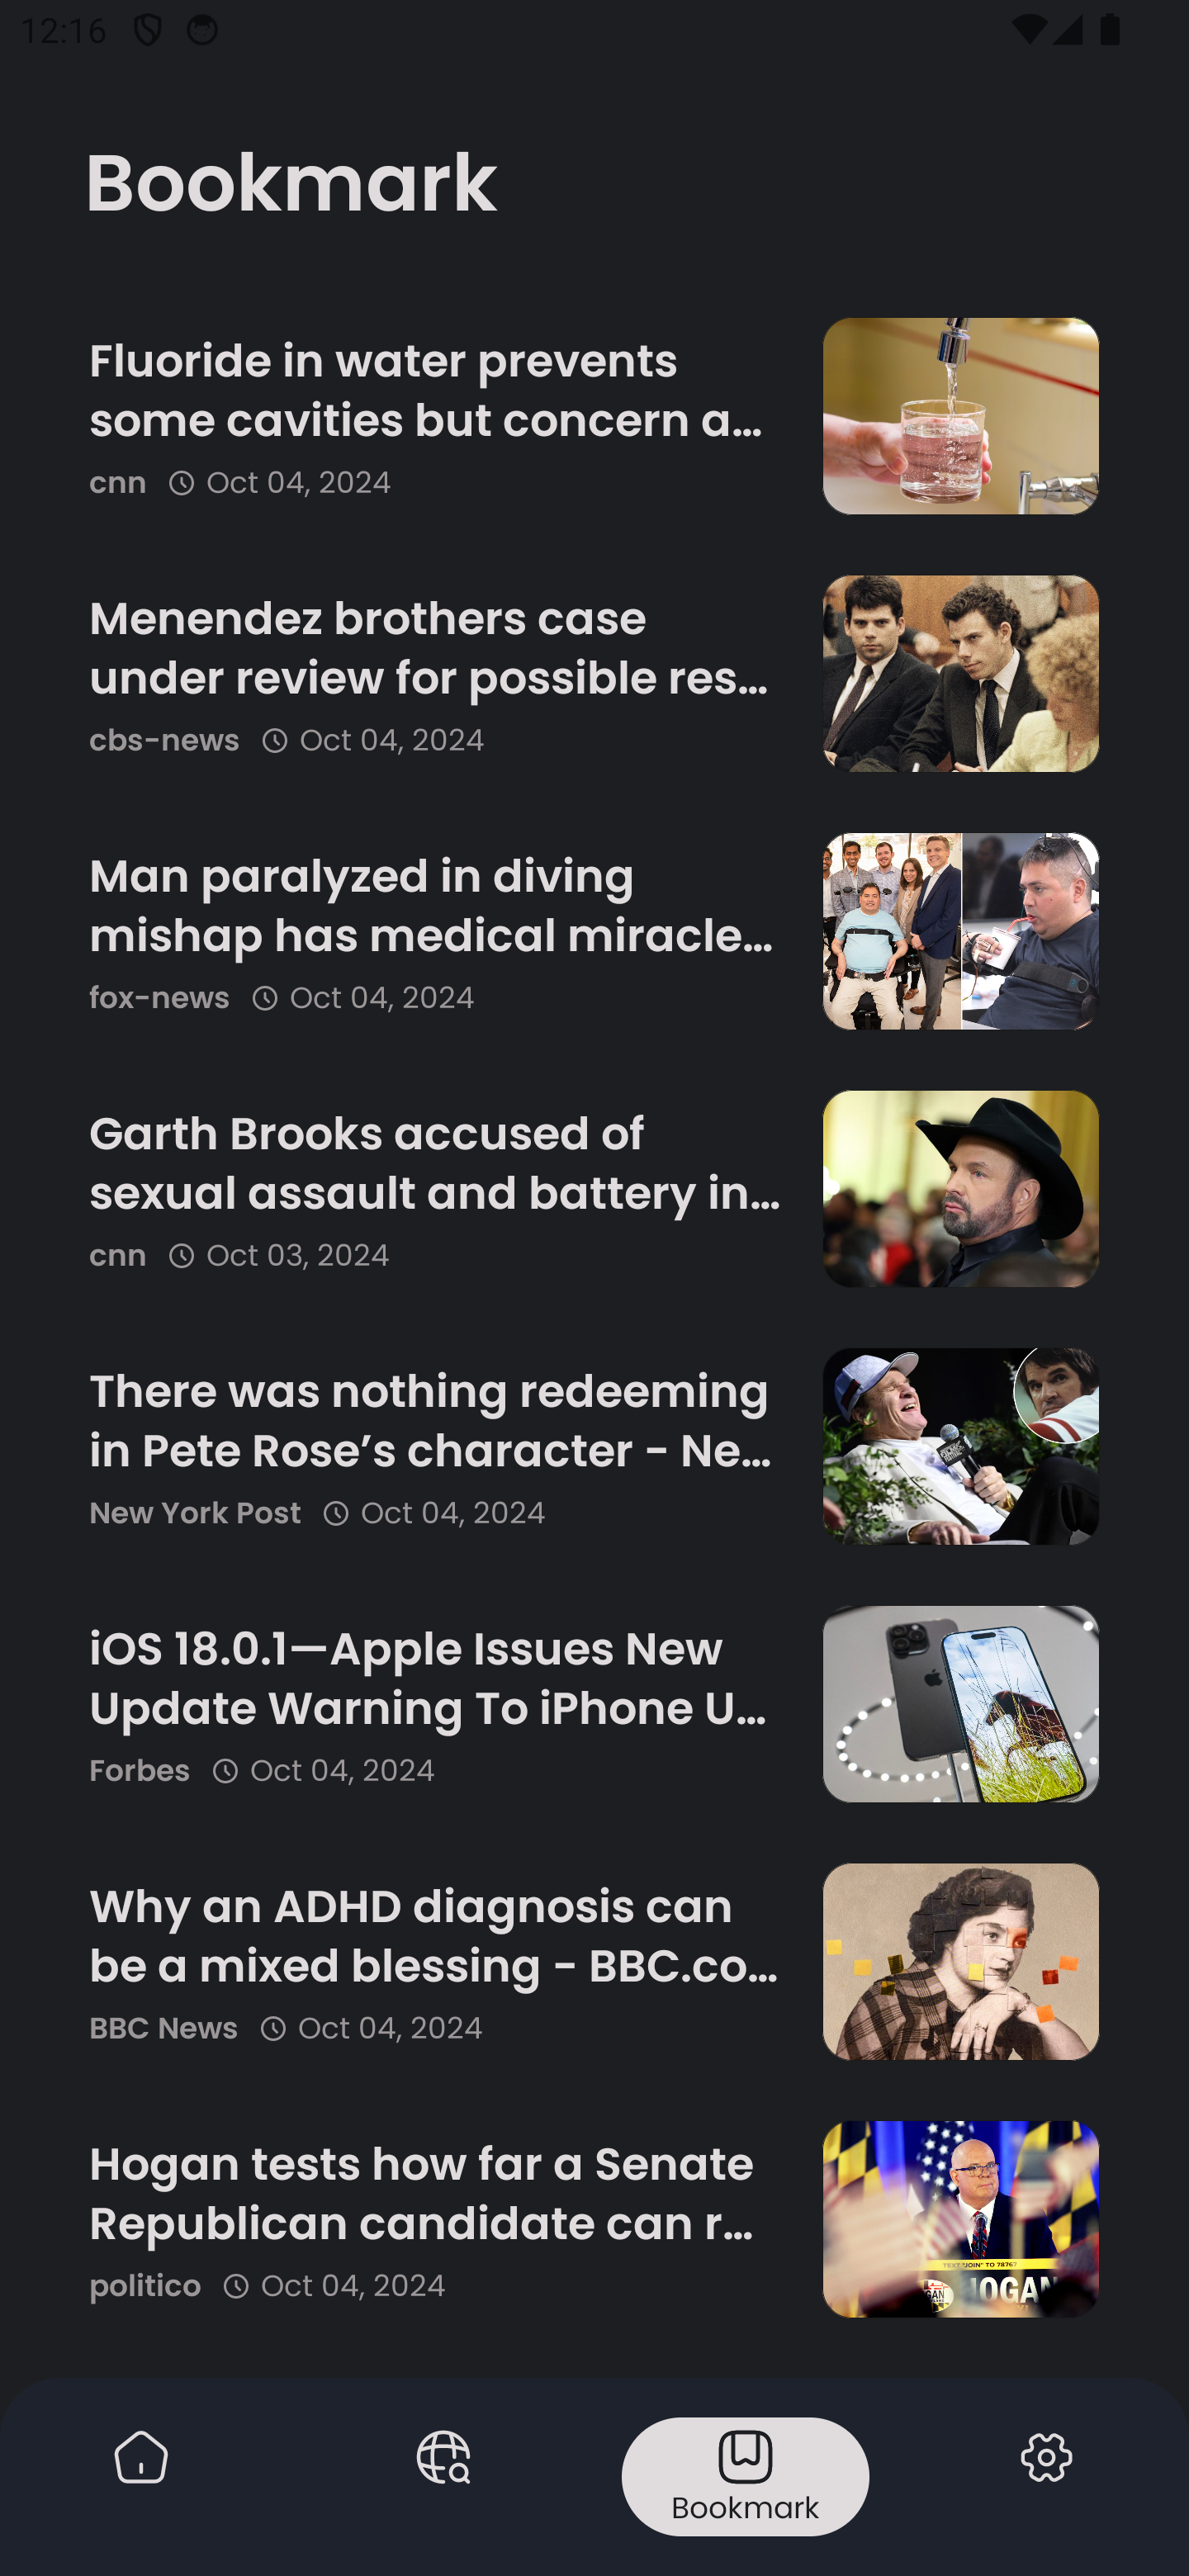 12:16
Bookmark
Fluoride in water prevents
some cavities but concern a...
cnn Oct 04, 2024
Menendez brothers case
under review for possible res...
cbs-news Oct 04, 2024
Man paralyzed in diving
mishap has medical miracle...
fox-news Oct 04, 2024
Garth Brooks accused of
sexual assault and battery in...
cnn Oct 03, 2024
There was nothing redeeming
in Pete Rose’s character - Ne...
New York Post Oct 04, 2024
iOS 18.0.1—Apple Issues New
Update Warning To iPhone U...
Forbes Oct 04, 2024
Why an ADHD diagnosis can
be a mixed blessing - BBC.co...
BBC News Oct 04, 2024
Hogan tests how far a Senate
Republican candidate can r...
politico Oct 04, 2024
TEXT "JOIN" TO 78767
HOGAN
Bookmark